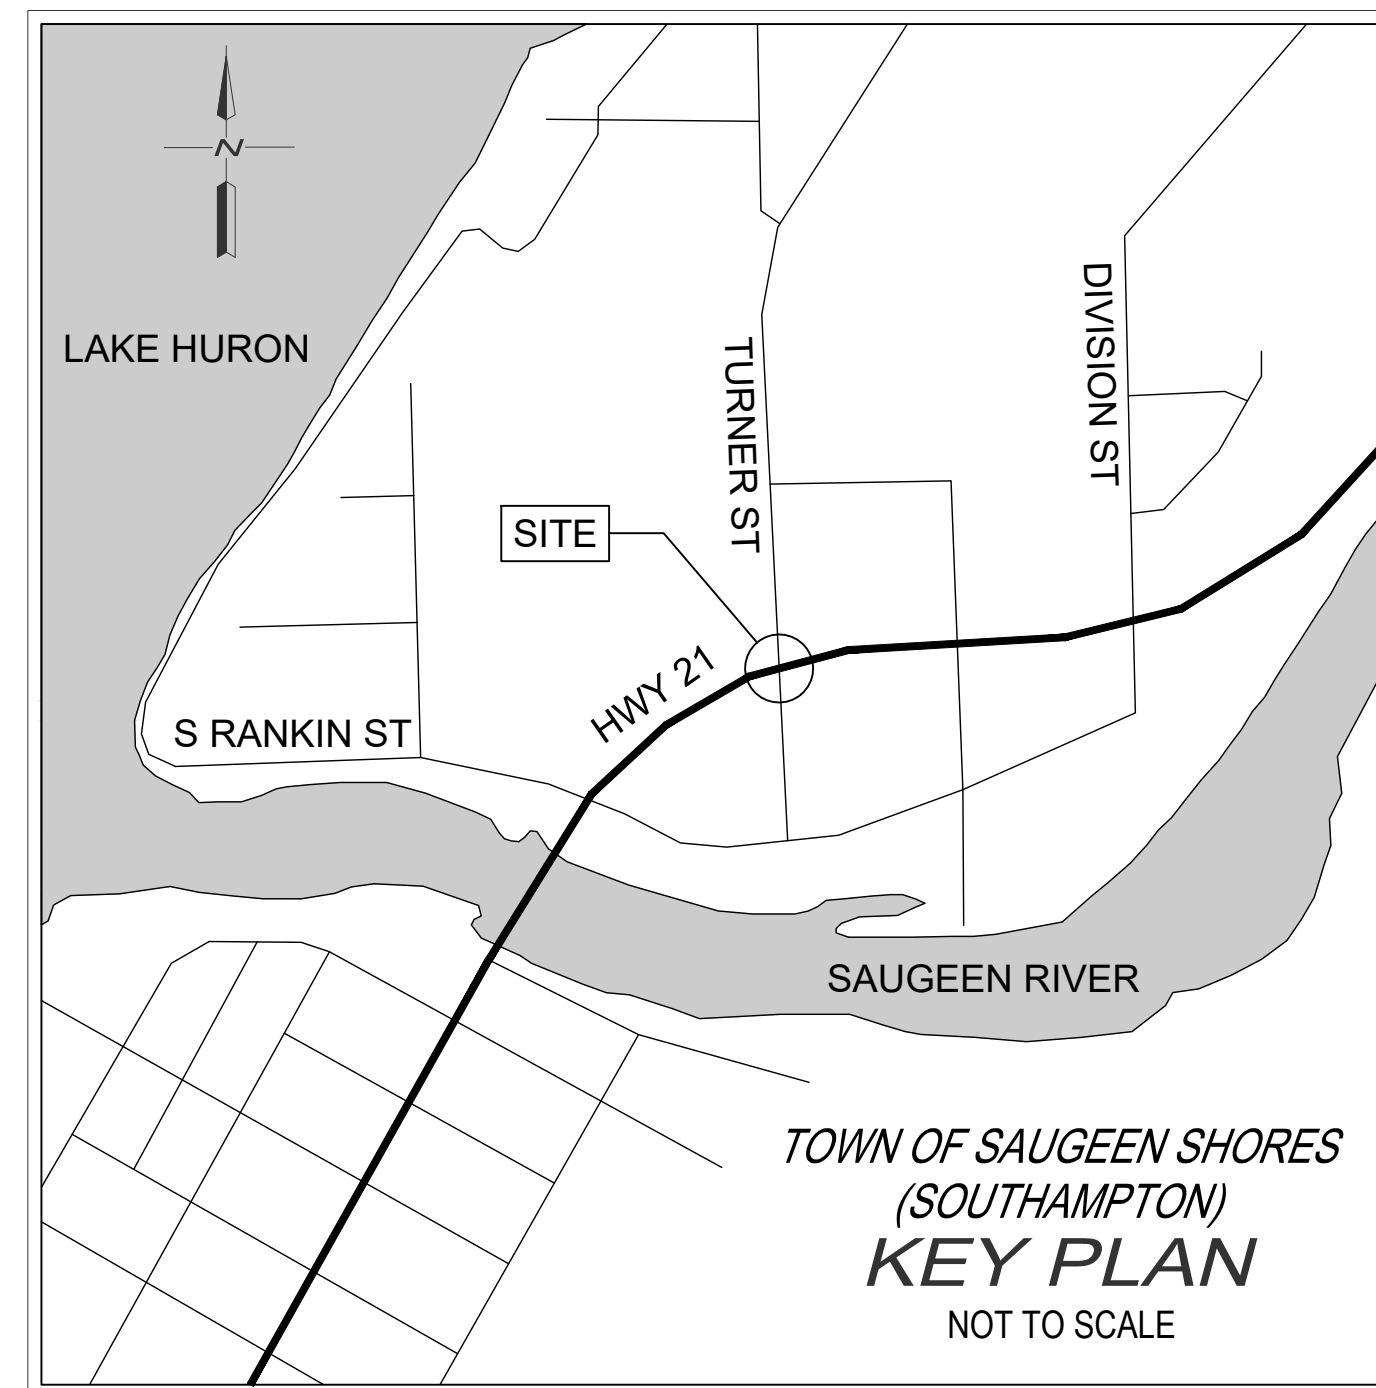 N
LAKE HURON
DIVISION ST
TURNER ST
SITE
HWY 21
S RANKIN ST
SAUGEEN RIVER
TOWN OF SAUGEEN SHORES
(SOUTHAMPTON)
KEY PLAN
NOT TO SCALE